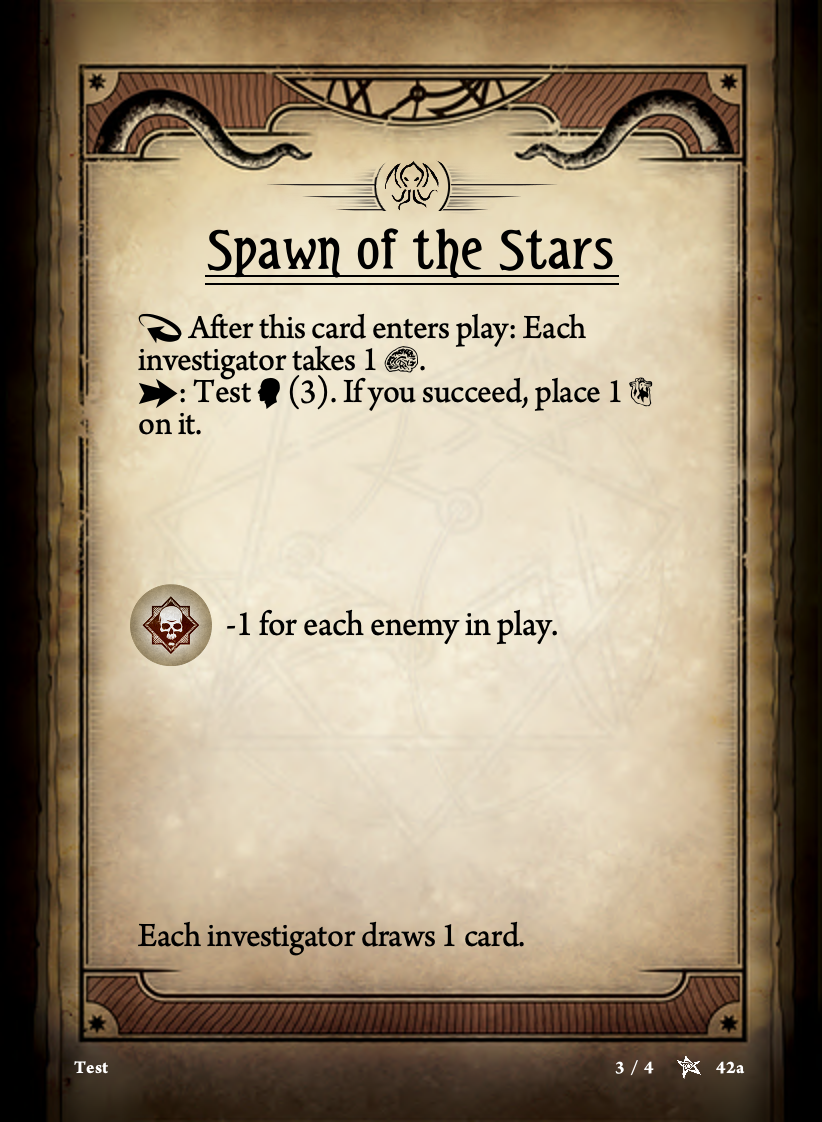 Spawn of the Stars
After this card enters play: Each
investigator takes 1 .
: Test (3). If you succeed, place 1
on it.
-1 for each enemy in play.
Each investigator draws 1 card.
Test
3 / 4 42a